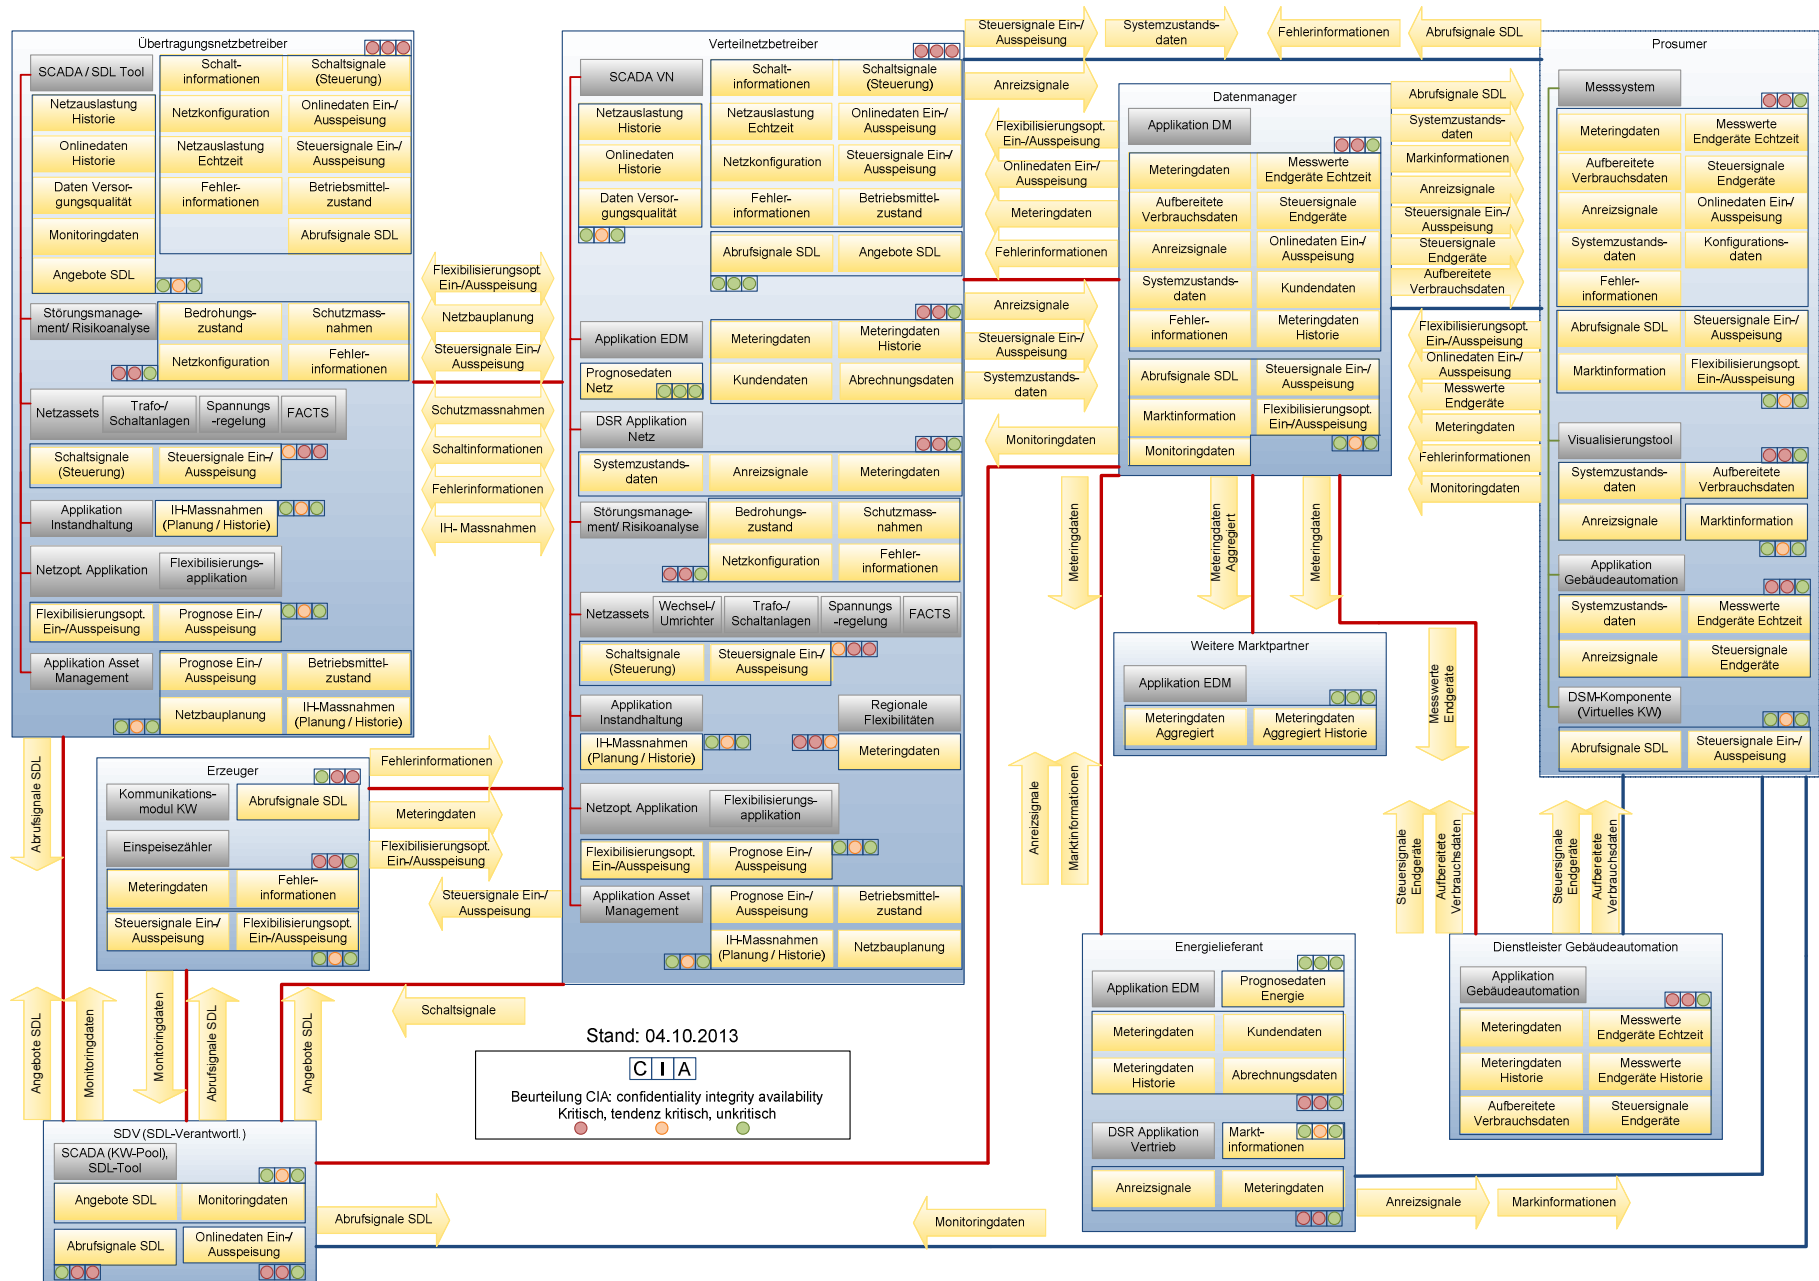 Übertragungsnetzbetreiber
SCADA / SDL Tool
Netzauslastung
Historie
Onlinedaten
Historie
Daten Versor-
gungsqualität
Monitoringdaten
Angebote SDL
Schalt-
informationen
Schaltsignale
(Steuerung)
Netzkonfiguration
Onlinedaten Ein-/
Ausspeisung
Netzauslastung
Echtzeit
Steuersignale Ein-/
Ausspeisung
Fehler-
informationen
Betriebsmittel-
zustand
Abrufsignale SDL
Störungsmanage-
ment/ Risikoanalyse
Bedrohungs-
zustand
Schutzmass-
nahmen
Netzkonfiguration
Fehler-
informationen
Netzassets
Trafo-/
Schaltanlagen
Spannungs
-regelung
FACTS
Schaltsignale
(Steuerung)
Steuersignale Ein-/
Ausspeisung
Applikation
Instandhaltung
IH-Massnahmen
(Planung / Historie)
Netzopt. Applikation
Flexibilisierungs-
applikation
Flexibilisierungsopt.
Ein-/Ausspeisung
Prognose Ein-/
Ausspeisung
Applikation Asset
Management
Prognose Ein-/
Ausspeisung
Betriebsmittel-
zustand
Netzbauplanung
IH-Massnahmen
(Planung / Historie)
Flexibilisierungsopt.
Ein-/Ausspeisung
Netzbauplanung
Steuersignale Ein-/
Ausspeisung
Schutzmassnahmen
Schaltinformationen
Fehlerinformationen
IH- Massnahmen
Verteilnetzbetreiber
SCADA VN
Netzauslastung
Historie
Onlinedaten
Historie
Daten Versor-
gungsqualität
Schalt-
informationen
Schaltsignale
(Steuerung)
Netzauslastung
Echtzeit
Onlinedaten Ein-/
Ausspeisung
Netzkonfiguration
Steuersignale Ein-/
Ausspeisung
Fehler-
informationen
Betriebsmittel-
zustand
Abrufsignale SDL
Angebote SDL
Applikation EDM
Prognosedaten
Netz
Meteringdaten
Meteringdaten
Historie
Kundendaten
Abrechnungsdaten
DSR Applikation
Netz
Systemzustands-
daten
Anreizsignale
Meteringdaten
Störungsmanage-
ment/ Risikoanalyse
Bedrohungs-
zustand
Schutzmass-
nahmen
Netzkonfiguration
Fehler-
informationen
Netzassets
Wechsel-/
Umrichter
Trafo-/
Schaltanlagen
Spannungs
-regelung
FACTS
Schaltsignale
(Steuerung)
Steuersignale Ein-/
Ausspeisung
Applikation
Instandhaltung
Regionale
Flexibilitäten
IH-Massnahmen
(Planung / Historie)
Meteringdaten
Netzopt. Applikation
Flexibilisierungs-
applikation
Flexibilisierungsopt.
Ein-/Ausspeisung
Prognose Ein-/
Ausspeisung
Applikation Asset
Management
Prognose Ein-/
Ausspeisung
Betriebsmittel-
zustand
IH-Massnahmen
(Planung / Historie)
Netzbauplanung
Steuersignale Ein-/
Ausspeisung
Systemzustands-
daten
Fehlerinformationen
Abrufsignale SDL
Anreizsignale
Flexibilisierungsopt.
Ein-/Ausspeisung
Onlinedaten Ein-/
Ausspeisung
Meteringdaten
Fehlerinformationen
Anreizsignale
Steuersignale Ein-/
Ausspeisung
Systemzustands-
daten
Monitoringdaten
Datenmanager
Applikation DM
Meteringdaten
Messwerte
Endgeräte Echtzeit
Aufbereitete
Verbrauchsdaten
Steuersignale
Endgeräte
Anreizsignale
Onlinedaten Ein-/
Ausspeisung
Systemzustands-
daten
Kundendaten
Fehler-
informationen
Meteringdaten
Historie
Abrufsignale SDL
Steuersignale Ein-/
Ausspeisung
Marktinformation
Flexibilisierungsopt.
Ein-/Ausspeisung
Monitoringdaten
Abrufsignale SDL
Systemzustands-
daten
Markinformationen
Anreizsignale
Steuersignale Ein-/
Ausspeisung
Steuersignale
Endgeräte
Aufbereitete
Verbrauchsdaten
Flexibilisierungsopt.
Ein-/Ausspeisung
Onlinedaten Ein-/
Ausspeisung
Messwerte
Endgeräte
Meteringdaten
Fehlerinformationen
Monitoringdaten
Prosumer
Messsystem
Meteringdaten
Messwerte
Endgeräte Echtzeit
Aufbereitete
Verbrauchsdaten
Steuersignale
Endgeräte
Anreizsignale
Onlinedaten Ein-/
Ausspeisung
Systemzustands-
daten
Konfigurations-
daten
Fehler-
informationen
Abrufsignale SDL
Steuersignale Ein-/
Ausspeisung
Marktinformation
Flexibilisierungsopt.
Ein-/Ausspeisung
Visualisierungstool
Systemzustands-
daten
Aufbereitete
Verbrauchsdaten
Anreizsignale
Marktinformation
Applikation
Gebäudeautomation
Systemzustands-
daten
Messwerte
Endgeräte Echtzeit
Anreizsignale
Steuersignale
Endgeräte
DSM-Komponente
(Virtuelles KW)
Abrufsignale SDL
Steuersignale Ein-/
Ausspeisung
Meteringdaten
Meteringdaten
Aggregiert
Meteringdaten
Weitere Marktpartner
Applikation EDM
Meteringdaten
Aggregiert
Meteringdaten
Aggregiert Historie
Messwerte
Endgeräte
Anreizsignale
Marktinformationen
Steuersignale
Endgeräte
Aufbereitete
Verbrauchsdaten
Steuersignale
Endgeräte
Aufbereitete
Verbrauchsdaten
Abrufsignale SDL
Erzeuger
Kommunikations-
modul KW
Abrufsignale SDL
Einspeisezähler
Meteringdaten
Fehler-
informationen
Steuersignale Ein-/
Ausspeisung
Flexibilisierungsopt.
Ein-/Ausspeisung
Fehlerinformationen
Meteringdaten
Flexibilisierungsopt.
Ein-/Ausspeisung
Steuersignale Ein-/
Ausspeisung
Angebote SDL
Monitoringdaten
Monitoringdaten
Abrufsignale SDL
Angebote SDL
Schaltsignale
Stand: 04.10.2013
C I A
Beurteilung CIA: confidentiality integrity availability
Kritisch, tendenz kritisch, unkritisch
SDV (SDL-Verantwortl.)
SCADA (KW-Pool),
SDL-Tool
Angebote SDL
Monitoringdaten
Abrufsignale SDL
Onlinedaten Ein-/
Ausspeisung
Abrufsignale SDL
Monitoringdaten
Energielieferant
Applikation EDM
Prognosedaten
Energie
Meteringdaten
Kundendaten
Meteringdaten
Historie
Abrechnungsdaten
DSR Applikation
Vertrieb
Markt-
informationen
Anreizsignale
Meteringdaten
Anreizsignale
Markinformationen
Dienstleister Gebäudeautomation
Applikation
Gebäudeautomation
Meteringdaten
Messwerte
Endgeräte Echtzeit
Meteringdaten
Historie
Messwerte
Endgeräte Historie
Aufbereitete
Verbrauchsdaten
Steuersignale
Endgeräte